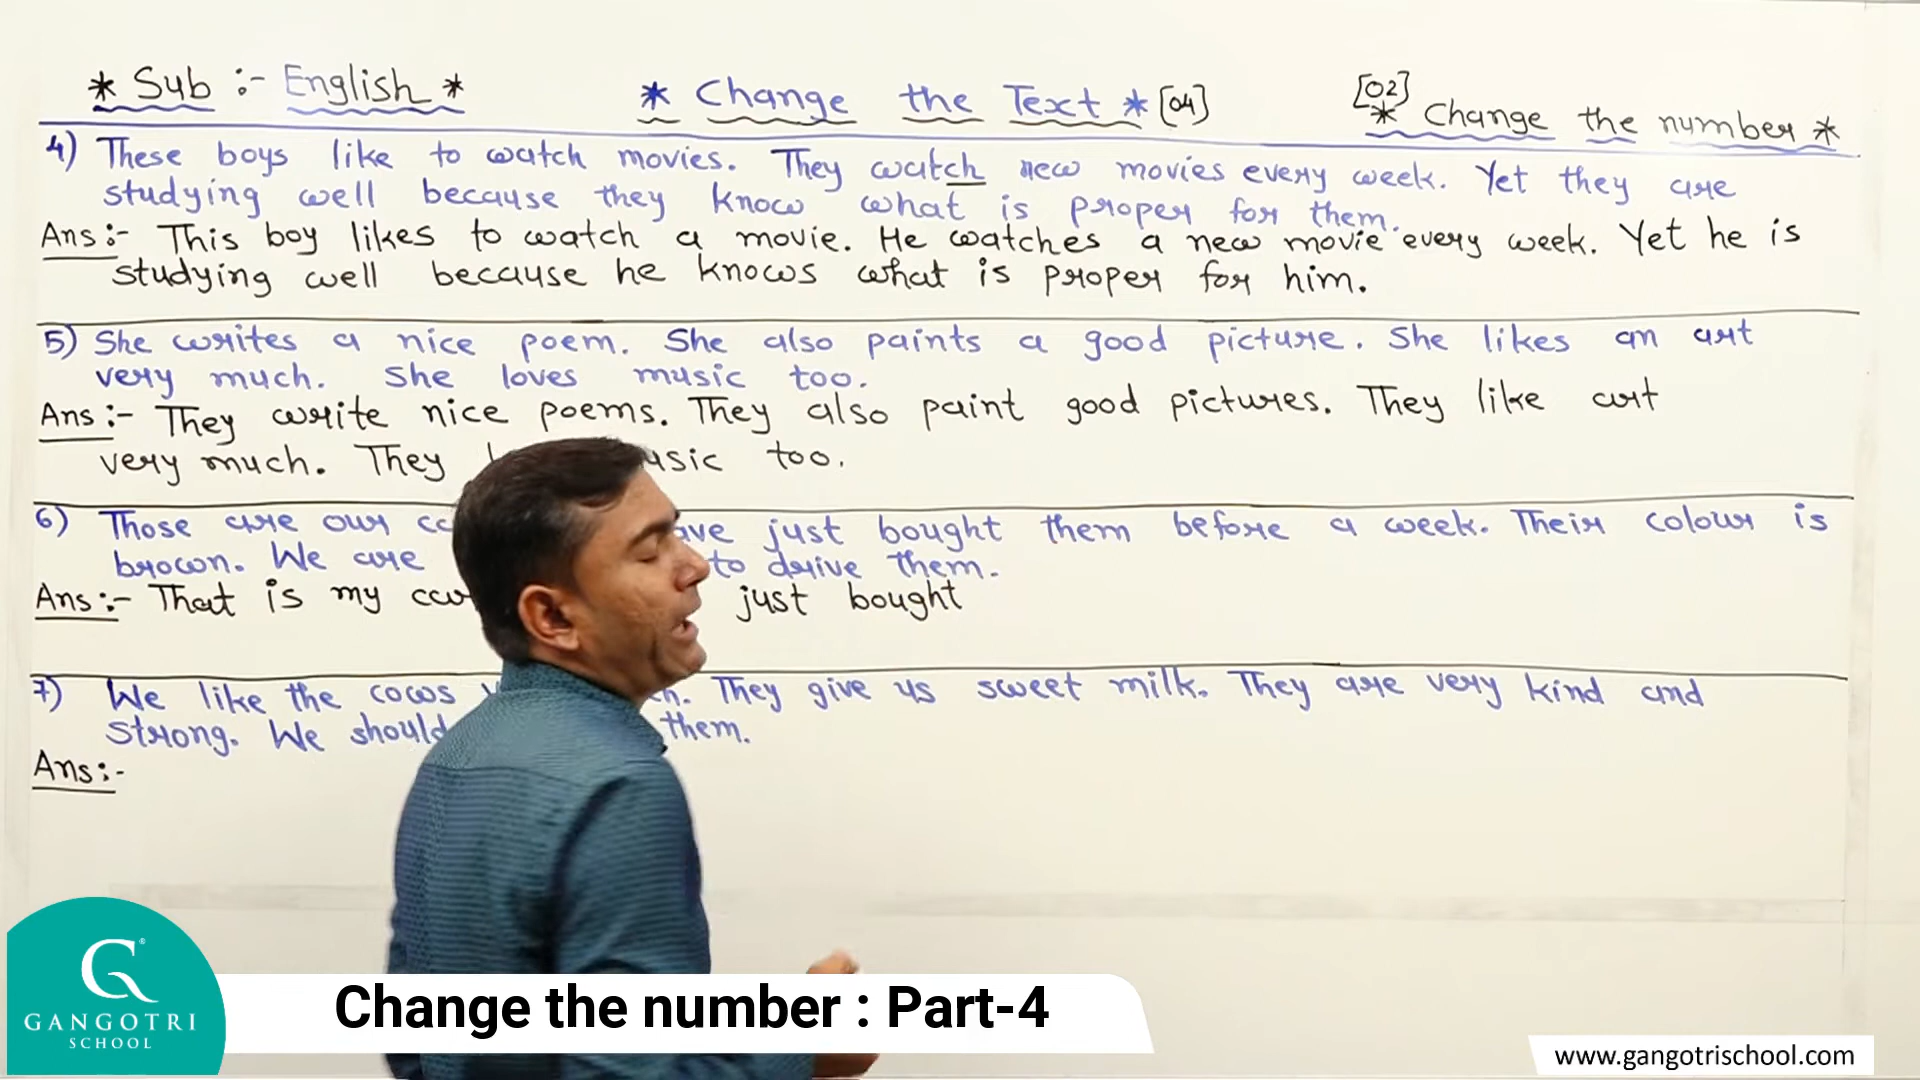 * Sub :- English *
* Change the Text * [04]
[02]
* Change the number *
4) These boys like to watch movies. They watch new movies every week. Yet they are
studying well because they know what is proper for them.
Ans :- This boy likes to watch a movie. He watches a new movie every week. Yet he is
studying well because he knows what is proper for him.
5) She writes a nice poem. She also paints a good picture. She likes an art
very much. She loves music too.
Ans :- They write nice poems. They also paint good pictures. They like art
very much. They too.
6) Those are our just bought them before a week. Their colour is
brown. We are to drive them.
Ans :- That is my just bought
7) We like the cows They give us sweet milk. They are very kind and
strong. We should them.
Ans :-
G®
GANGOTRI
SCHOOL
Change the number : Part-4
www.gangotrischool.com